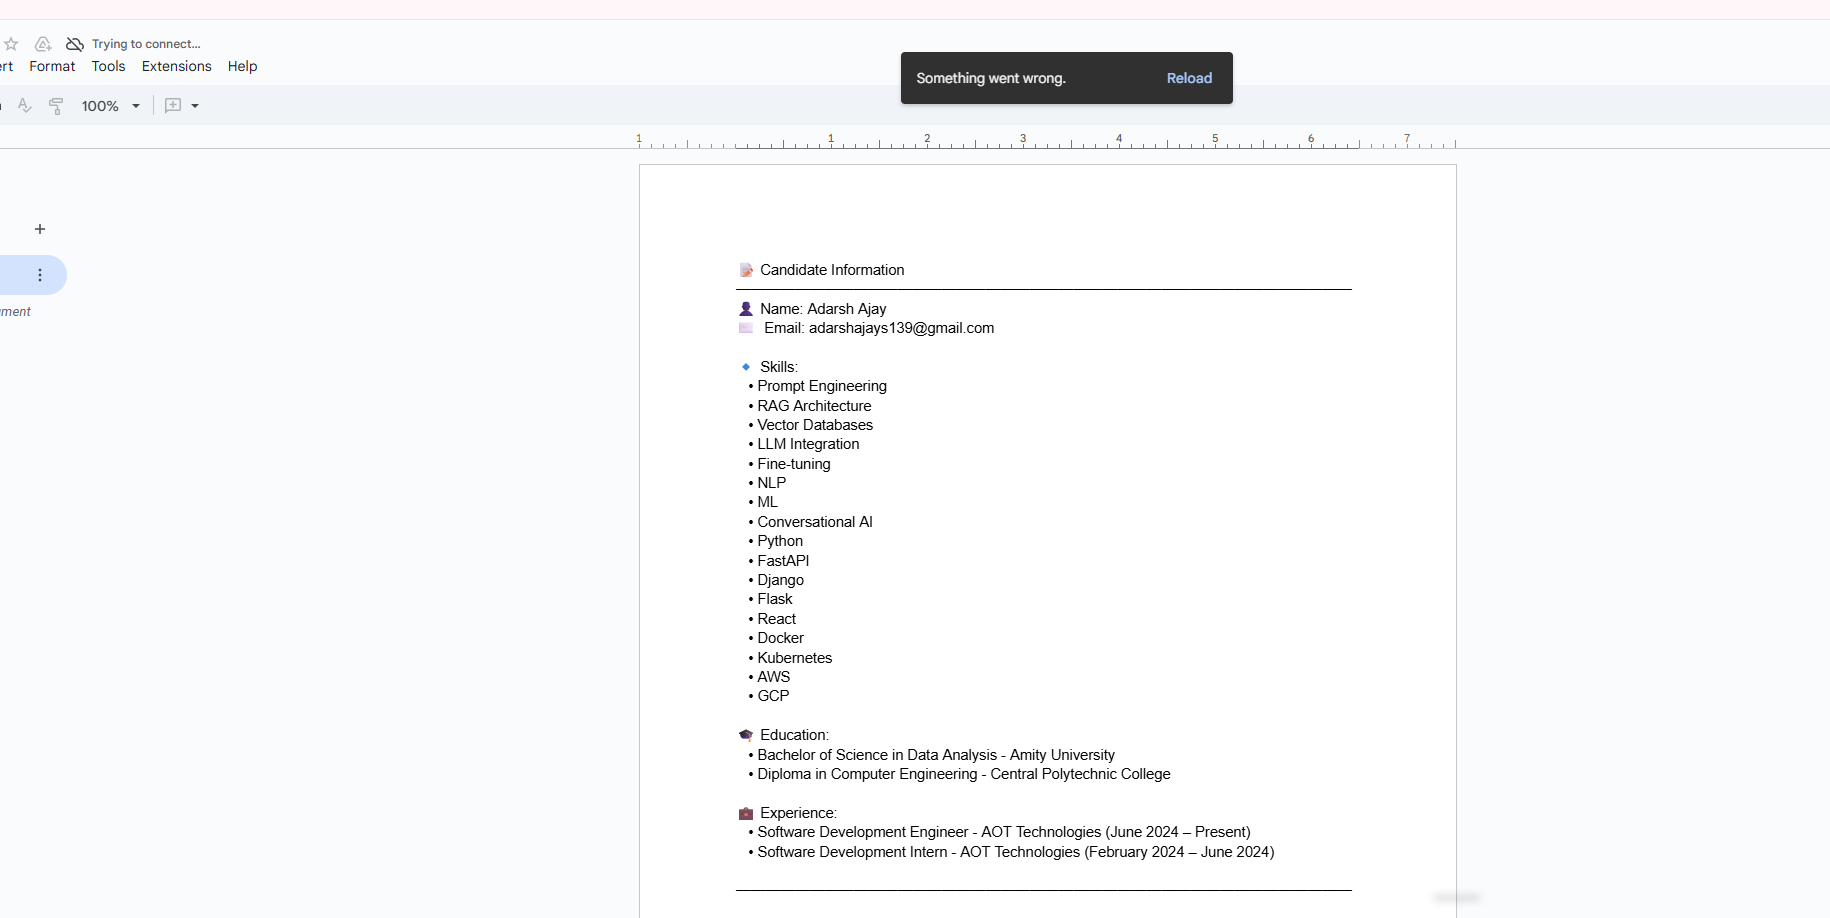 Trying to connect...
Format Tools Extensions Help
Something went wrong. Reload
100%
1 1 2 3 4 5 6 7
📝 Candidate Information
👤 Name: Adarsh Ajay
✉️ Email: adarshajays139@gmail.com
🔹 Skills:
• Prompt Engineering
• RAG Architecture
• Vector Databases
• LLM Integration
• Fine-tuning
• NLP
• ML
• Conversational AI
• Python
• FastAPI
• Django
• Flask
• React
• Docker
• Kubernetes
• AWS
• GCP
🎓 Education:
• Bachelor of Science in Data Analysis - Amity University
• Diploma in Computer Engineering - Central Polytechnic College
💼 Experience:
• Software Development Engineer - AOT Technologies (June 2024 – Present)
• Software Development Intern - AOT Technologies (February 2024 – June 2024)